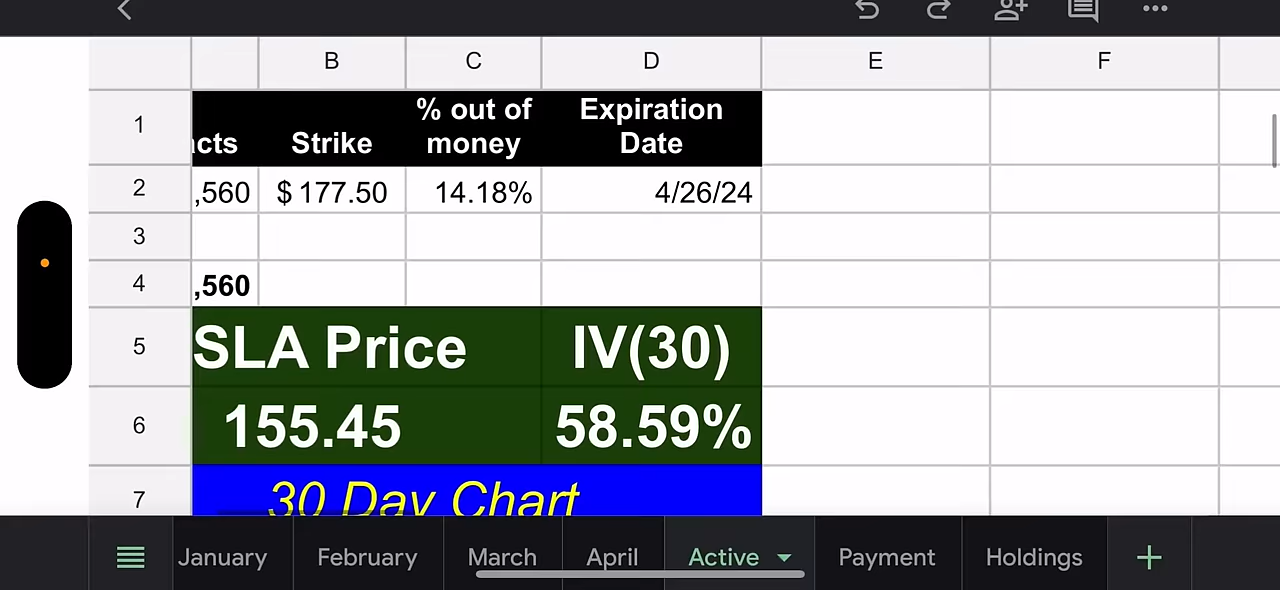 B C D E F
1 % out of Expiration
acts Strike money Date
2 ,560 $ 177.50 14.18% 4/26/24
3
4 ,560
5 SLA Price IV(30)
6 155.45 58.59%
7 30 Day Chart
January February March April Active Payment Holdings